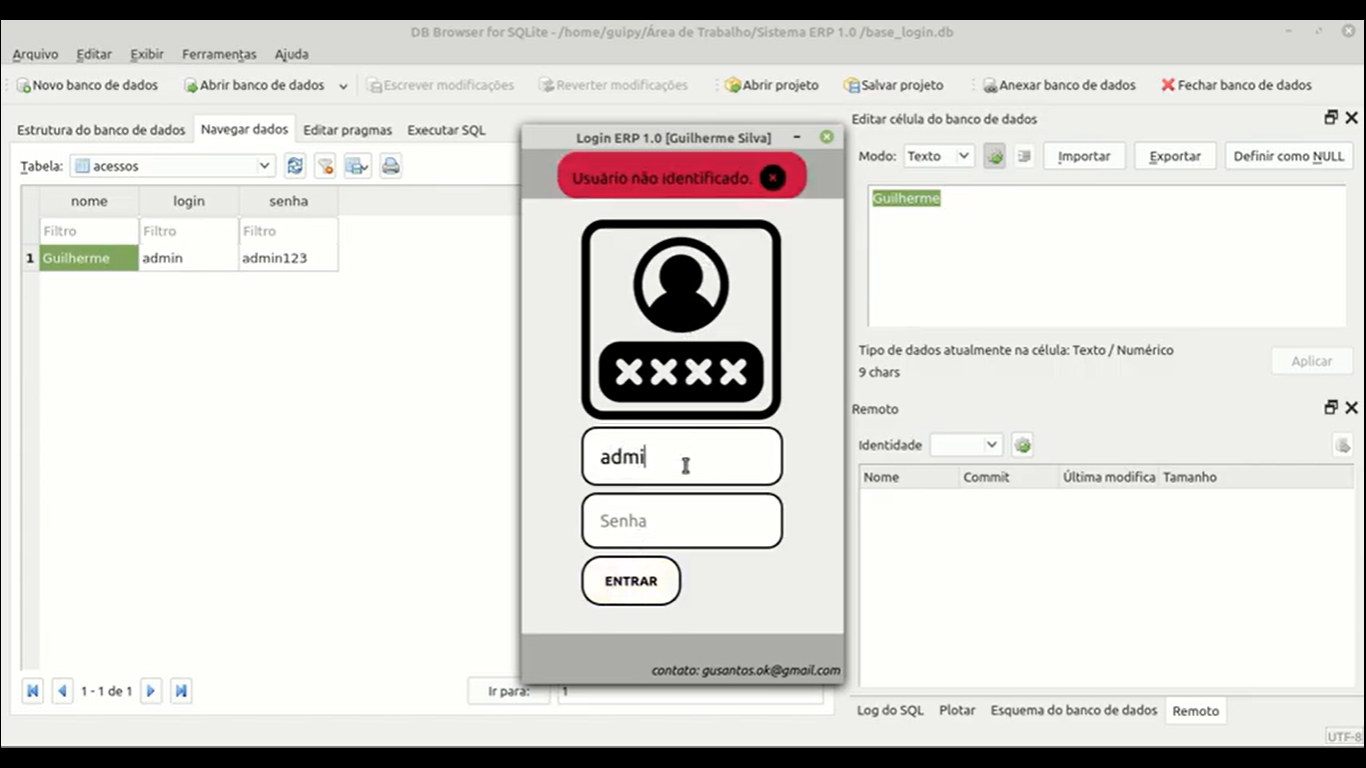 DB Browser for SQLite - /home/guipy/Área de Trabalho/Sistema ERP 1.0 /base_login.db
Arquivo Editar Exibir Ferramentas Ajuda
Novo banco de dados Abrir banco de dados Escrever modificações Reverter modificações Abrir projeto Salvar projeto Anexar banco de dados Fechar banco de dados
Estrutura do banco de dados Navegar dados Editar pragmas Executar SQL
Tabela: acessos
nome login senha
Filtro Filtro Filtro
1 Guilherme admin admin123
1 - 1 de 1
Ir para: 1
Login ERP 1.0 [Guilherme Silva]
Usuário não identificado.
admi
Senha
ENTRAR
contato: gusantos.ok@gmail.com
Editar célula do banco de dados
Modo: Texto Importar Exportar Definir como NULL
Guilherme
Tipo de dados atualmente na célula: Texto / Numérico
9 chars
Aplicar
Remoto
Identidade
Nome Commit Última modifica Tamanho
Log do SQL Plotar Esquema do banco de dados Remoto
UTF-8